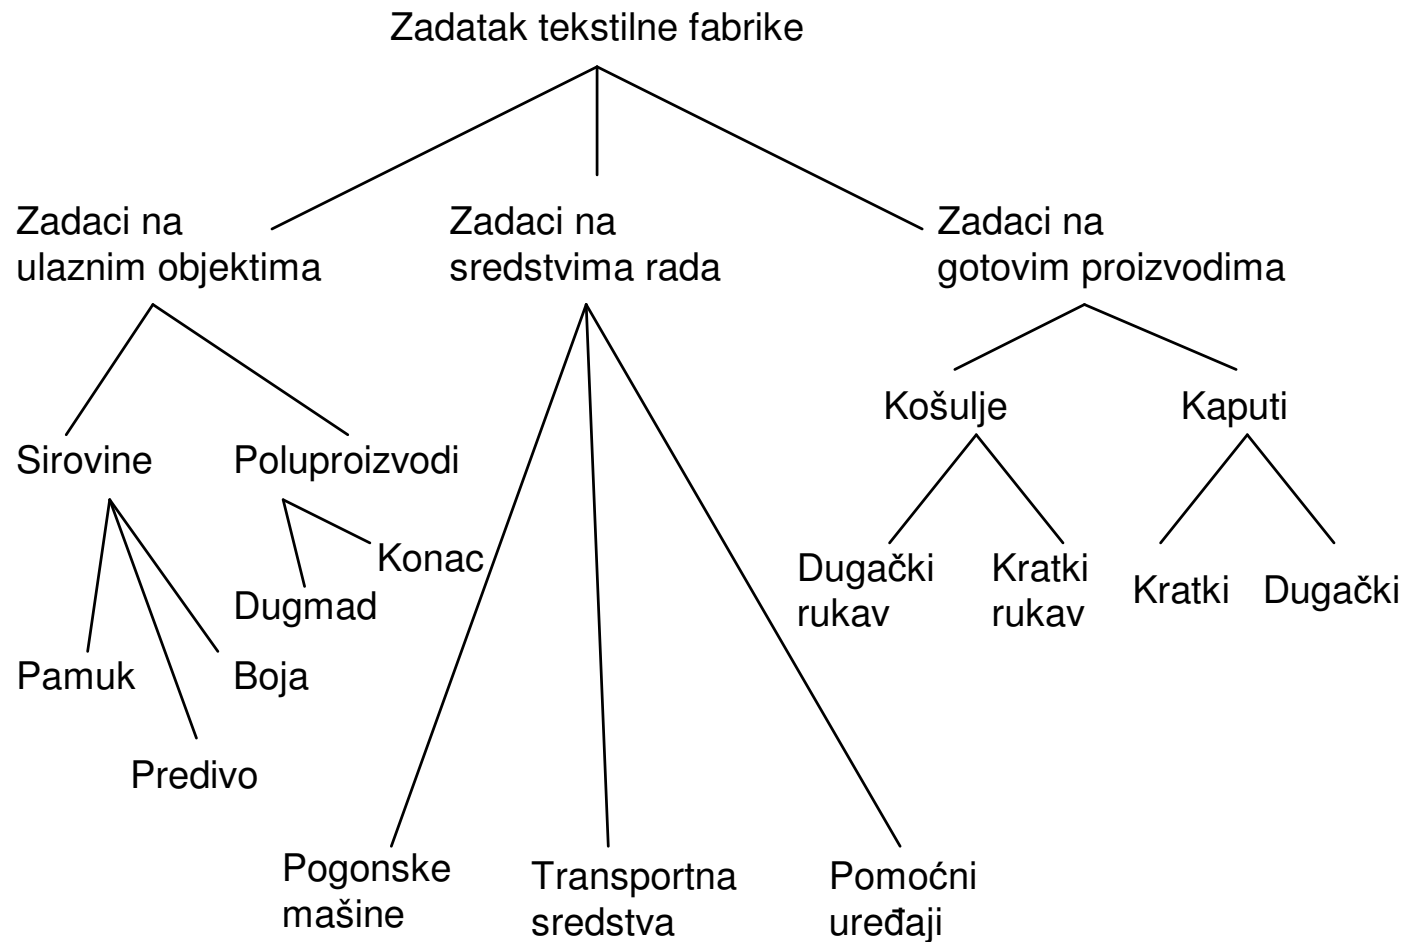 Zadatak tekstilne fabrike
Zadaci na
ulaznim objektima
Zadaci na
sredstvima rada
Zadaci na
gotovim proizvodima
Košulje
Kaputi
Sirovine
Poluproizvodi
Konac
Dugmad
Dugački
rukav
Kratki
rukav
Kratki
Dugački
Pamuk
Boja
Predivo
Pogonske
mašine
Transportna
sredstva
Pomoćni
uređaji